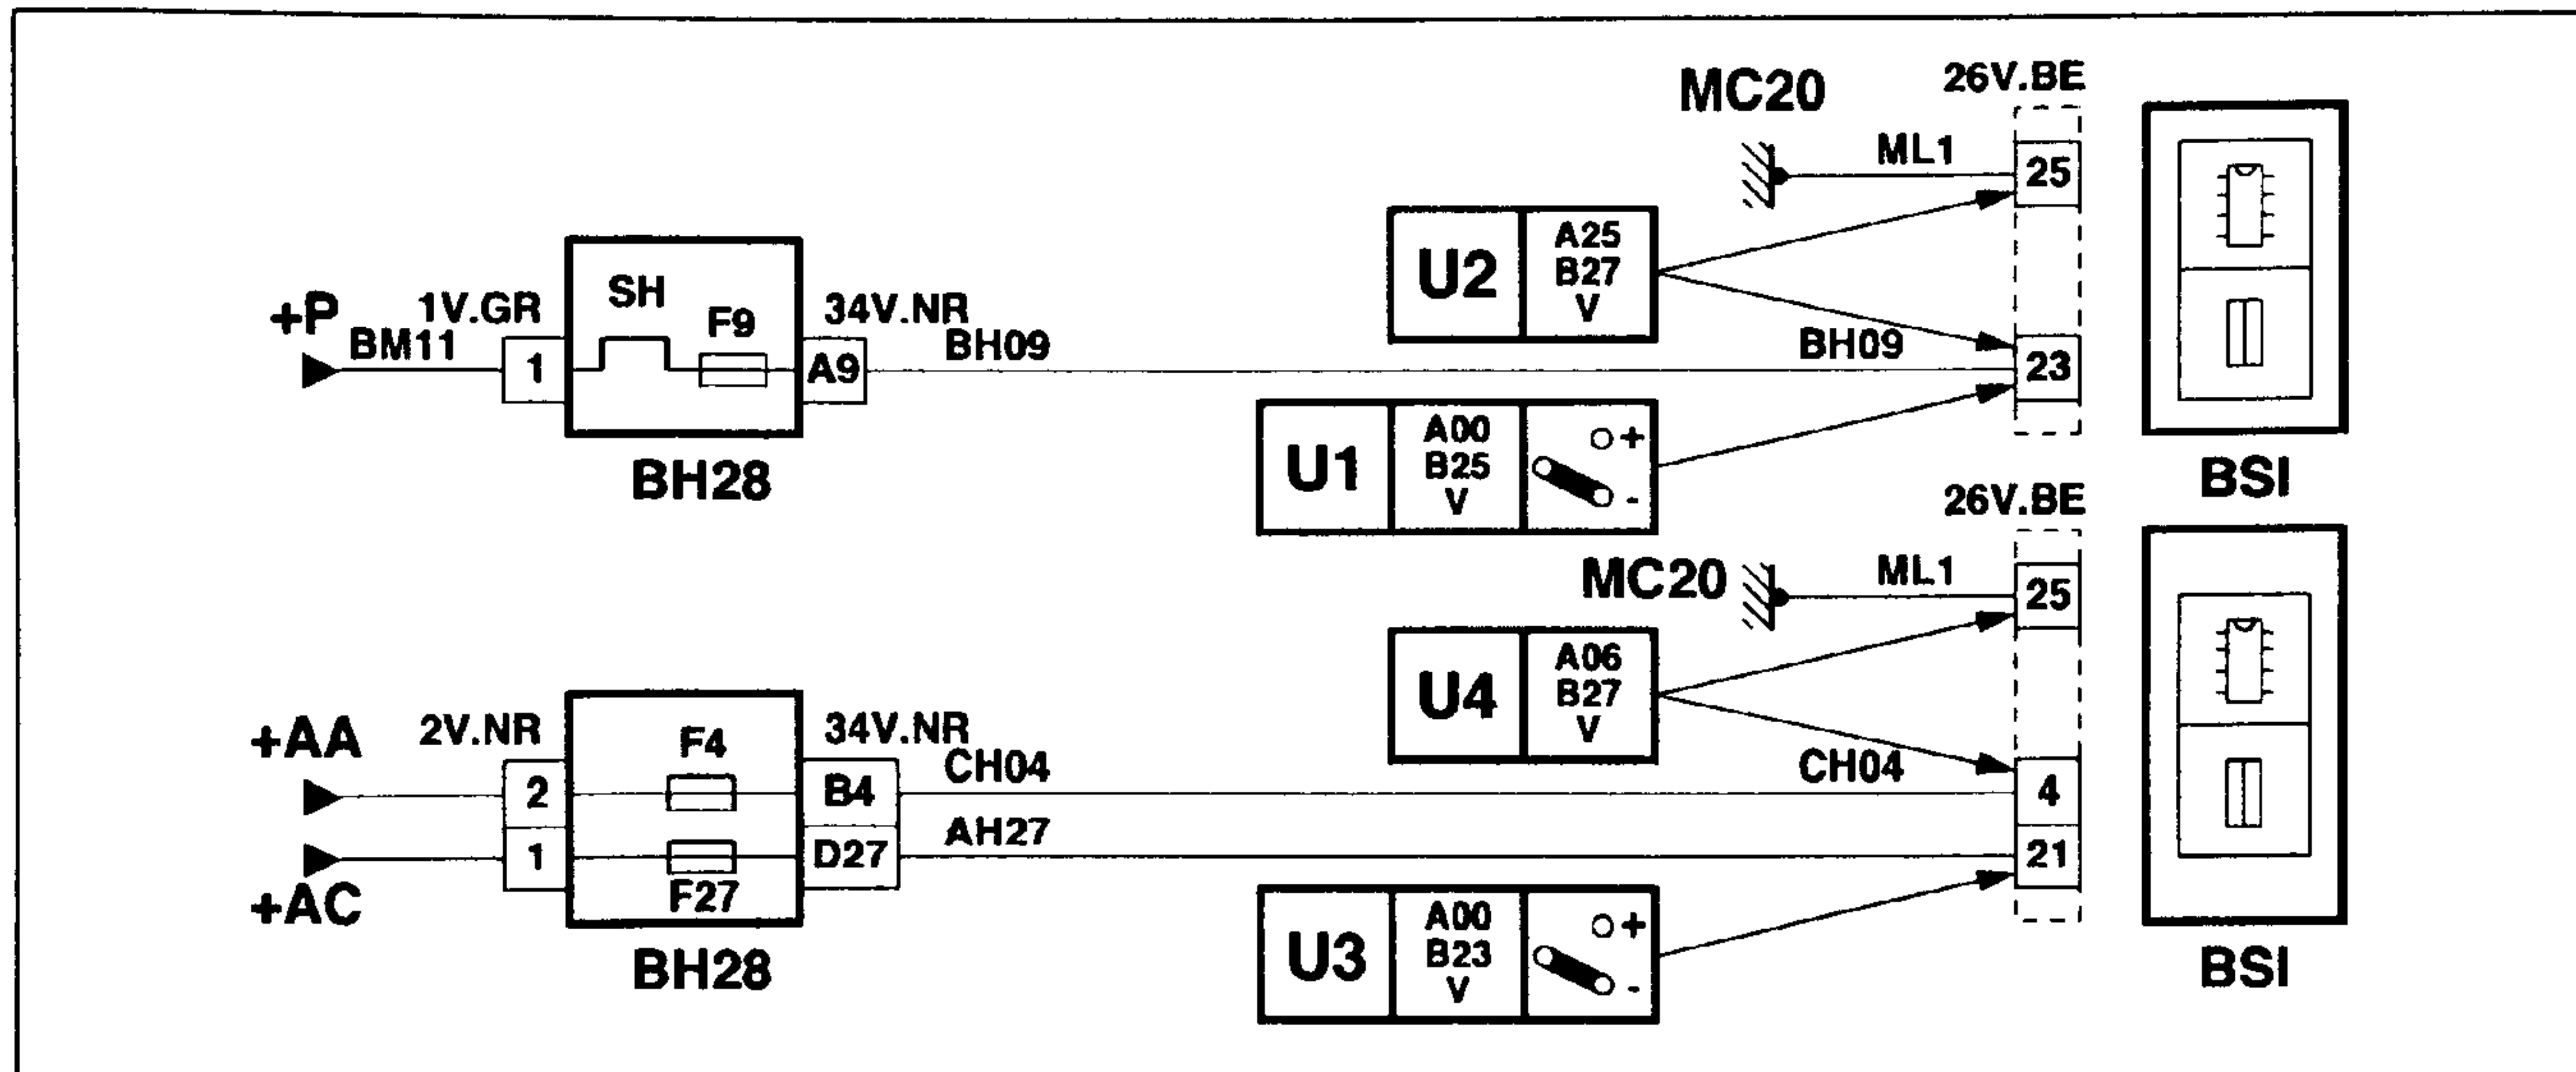 MC20
26V.BE
ML1
25
U2
A25
B27
V
+P
BM11
1V.GR
1
SH
F9
34V.NR
A9
BH09
BH09
23
BH28
U1
A00
B25
V
+
-
BSI
26V.BE
MC20
ML1
25
U4
A06
B27
V
+AA
2V.NR
2
F4
34V.NR
B4
CH04
CH04
4
+AC
1
F27
D27
AH27
21
BH28
U3
A00
B23
V
+
-
BSI